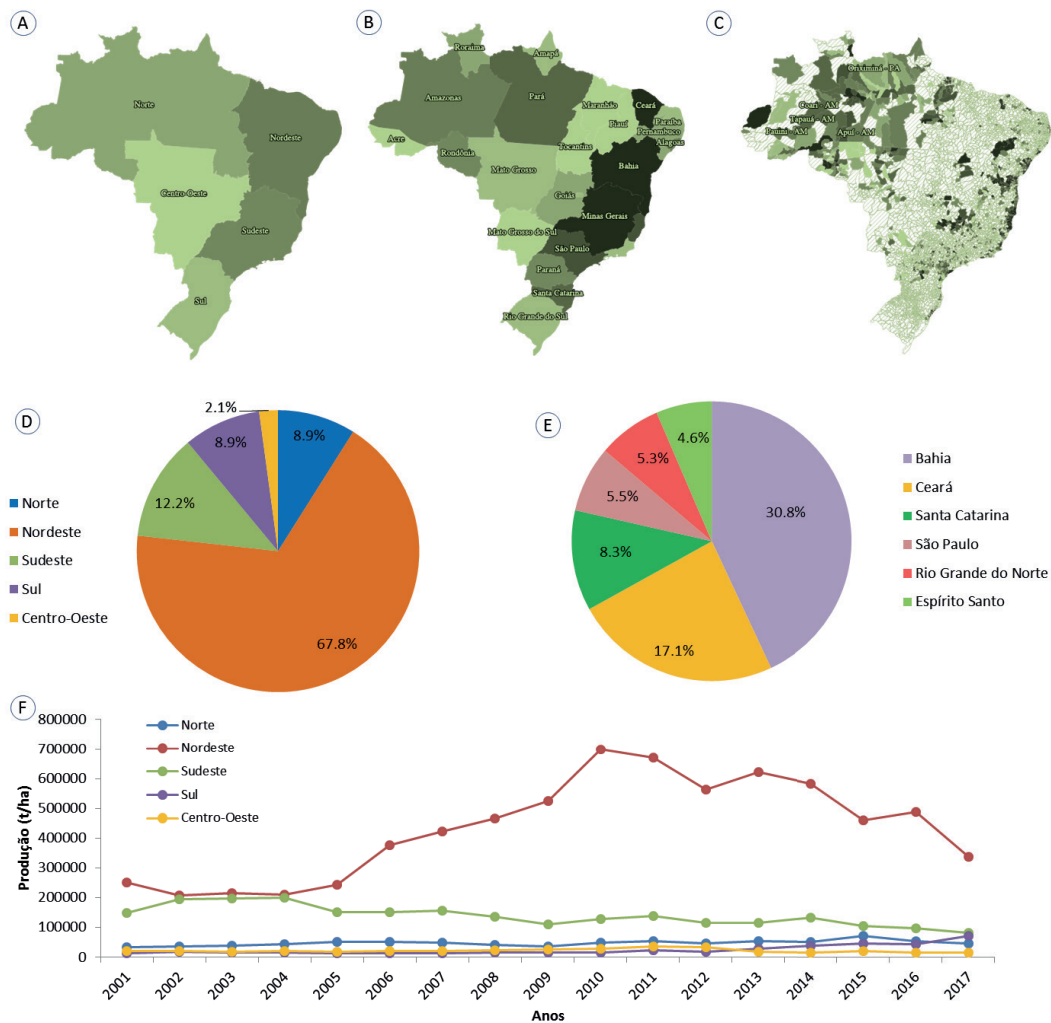 A
Norte
Nordeste
Centro-Oeste
Sudeste
Sul
B
Roraima
Amapá
Amazonas
Pará
Maranhão
Ceará
Piauí
Paraíba
Pernambuco
Alagoas
Acre
Rondônia
Tocantins
Mato Grosso
Bahia
Goiás
Minas Gerais
Mato Grosso do Sul
São Paulo
Paraná
Santa Catarina
Rio Grande do Sul
C
Oriximiná - PA
Coari - AM
Tapauá - AM
Pauini - AM
Apuí - AM
D
2.1%
8.9%
8.9%
12.2%
67.8%
Norte
Nordeste
Sudeste
Sul
Centro-Oeste
E
4.6%
5.3%
5.5%
30.8%
8.3%
17.1%
Bahia
Ceará
Santa Catarina
São Paulo
Rio Grande do Norte
Espírito Santo
F
Produção (t/ha)
800000
700000
600000
500000
400000
300000
200000
100000
0
Norte
Nordeste
Sudeste
Sul
Centro-Oeste
2001
2002
2003
2004
2005
2006
2007
2008
2009
2010
2011
2012
2013
2014
2015
2016
2017
Anos